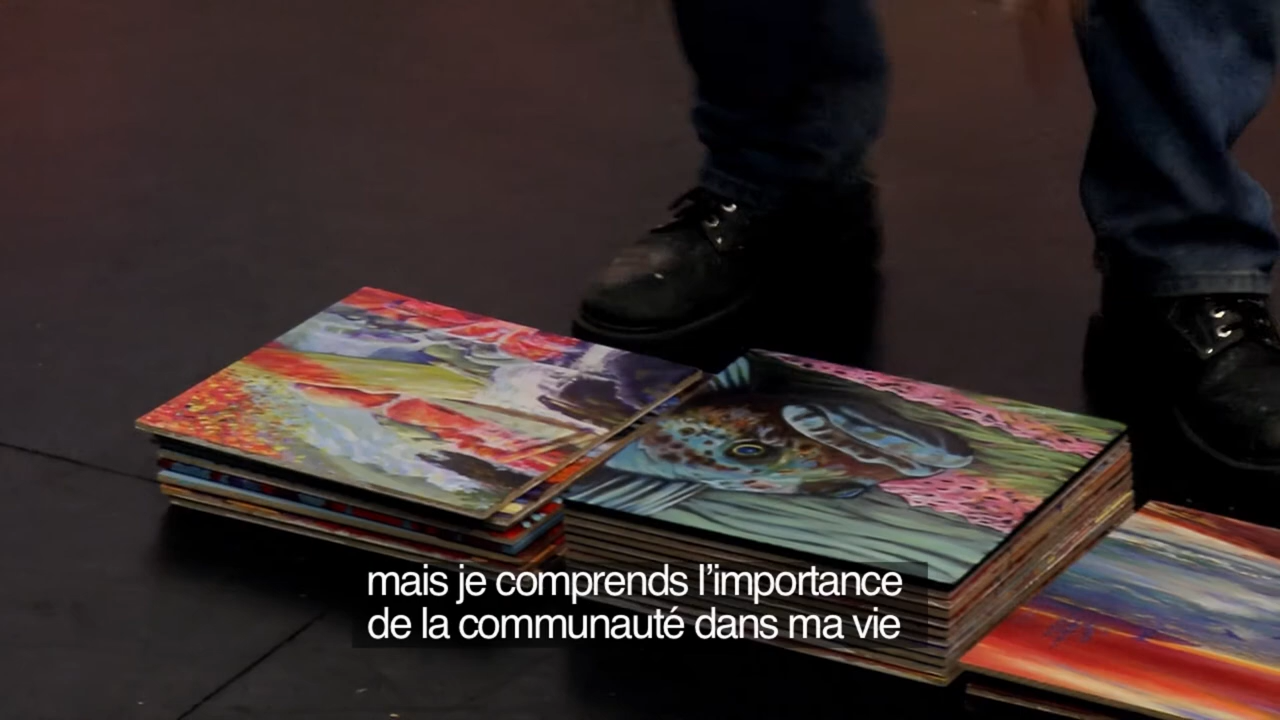 mais je comprends l’importance
de la communauté dans ma vie